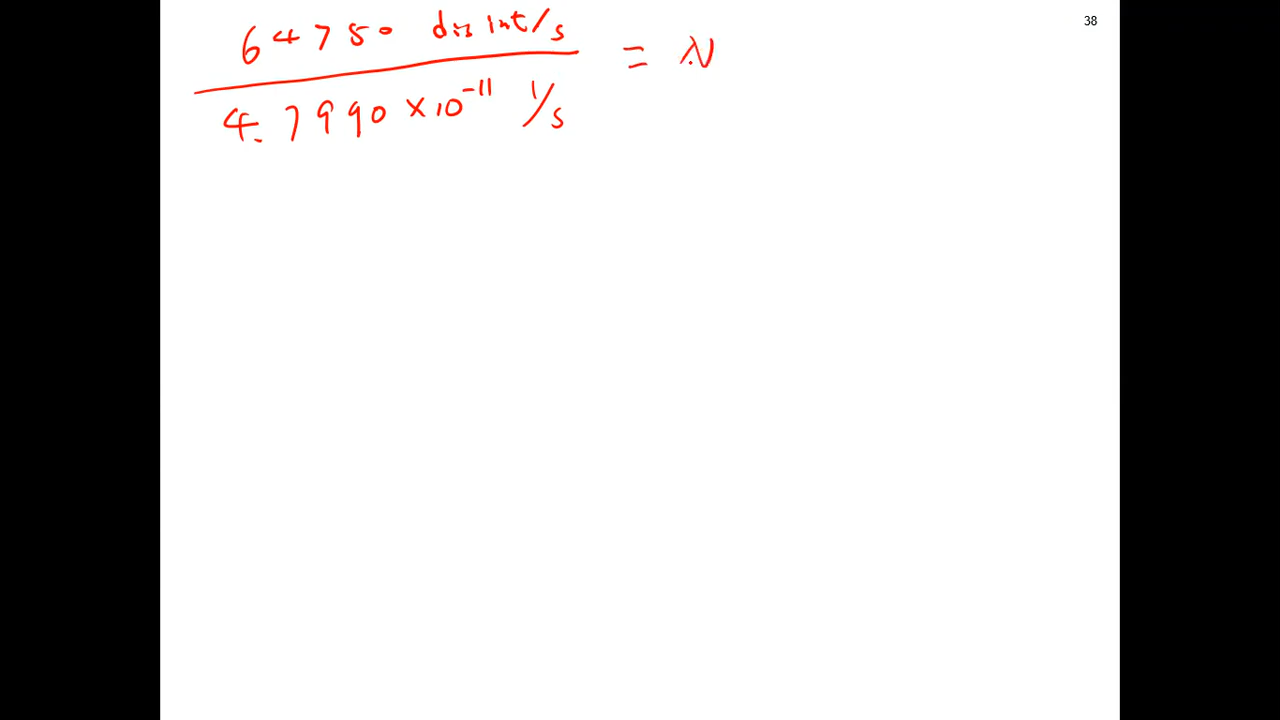 38
64750 disint/s
4.7990 × 10⁻¹¹ 1/s
= λN